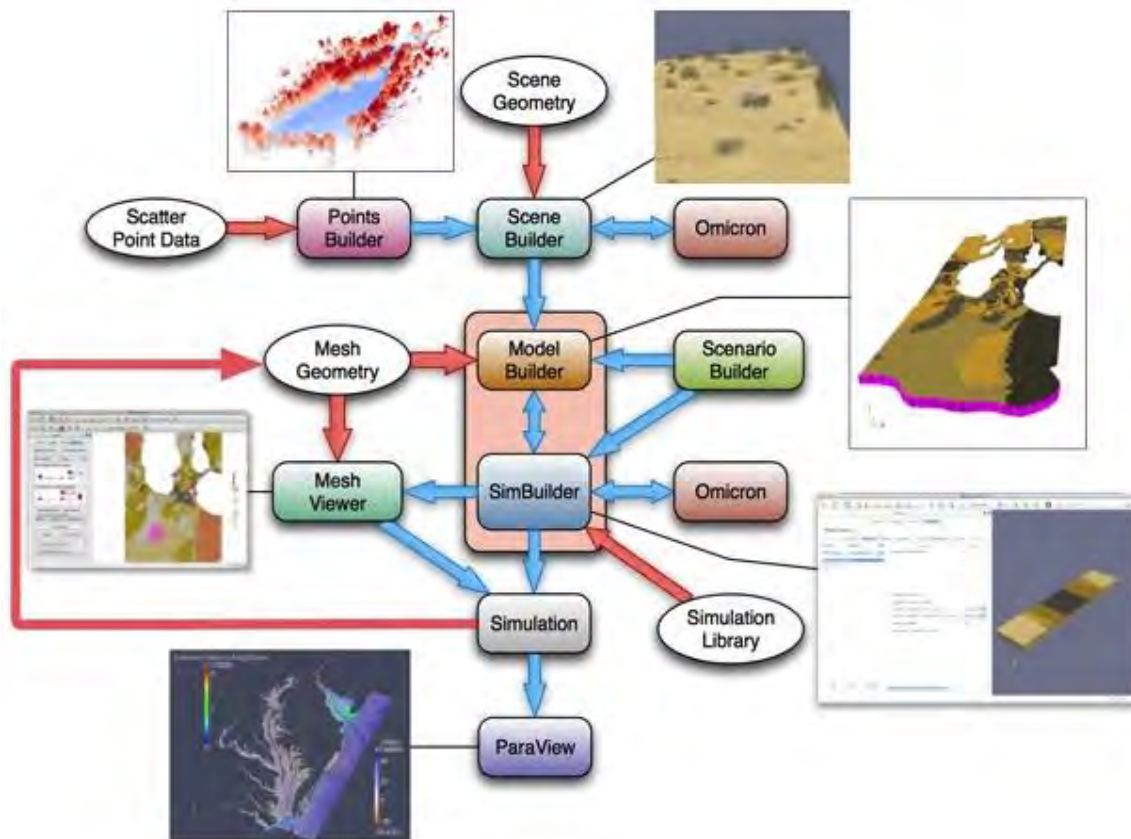 Scene
Geometry
Scatter
Point Data
Points
Builder
Scene
Builder
Omicron
Mesh
Geometry
Model
Builder
Scenario
Builder
Mesh
Viewer
SimBuilder
Omicron
Simulation
Simulation
Library
ParaView